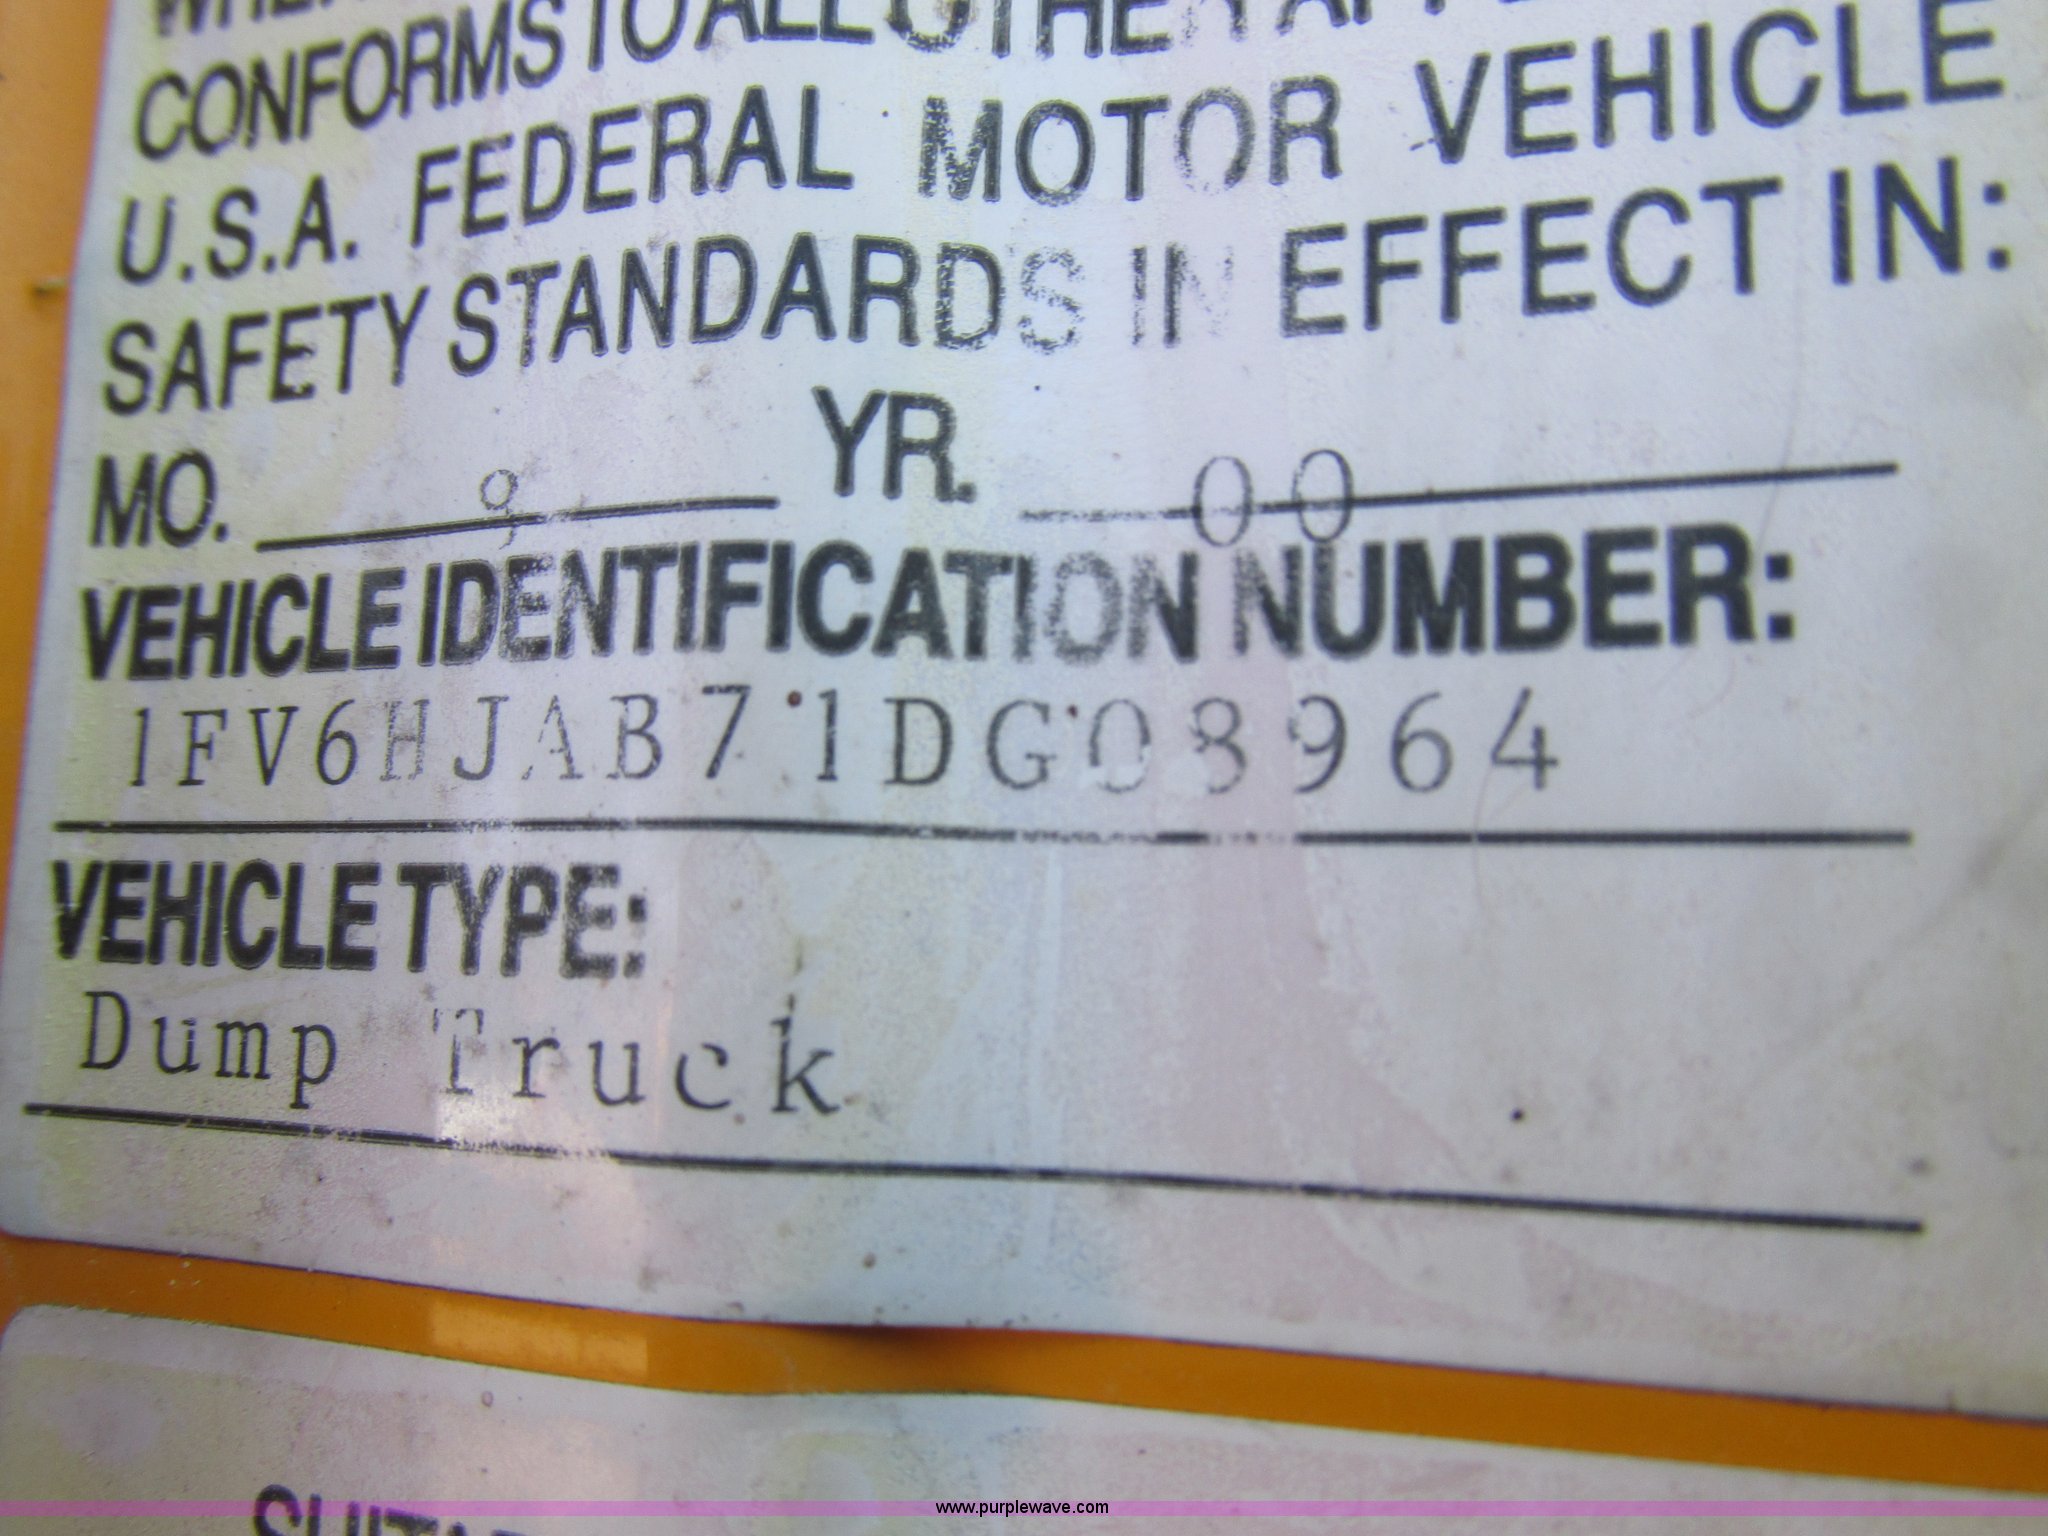 CONFORMS TO ALL OTHER
U.S.A. FEDERAL MOTOR VEHICLE
SAFETY STANDARDS IN EFFECT IN:
MO. 9 YR. 00
VEHICLE IDENTIFICATION NUMBER:
1FV6HJAB71DG08964
VEHICLE TYPE:
Dump Truck
www.purplewave.com